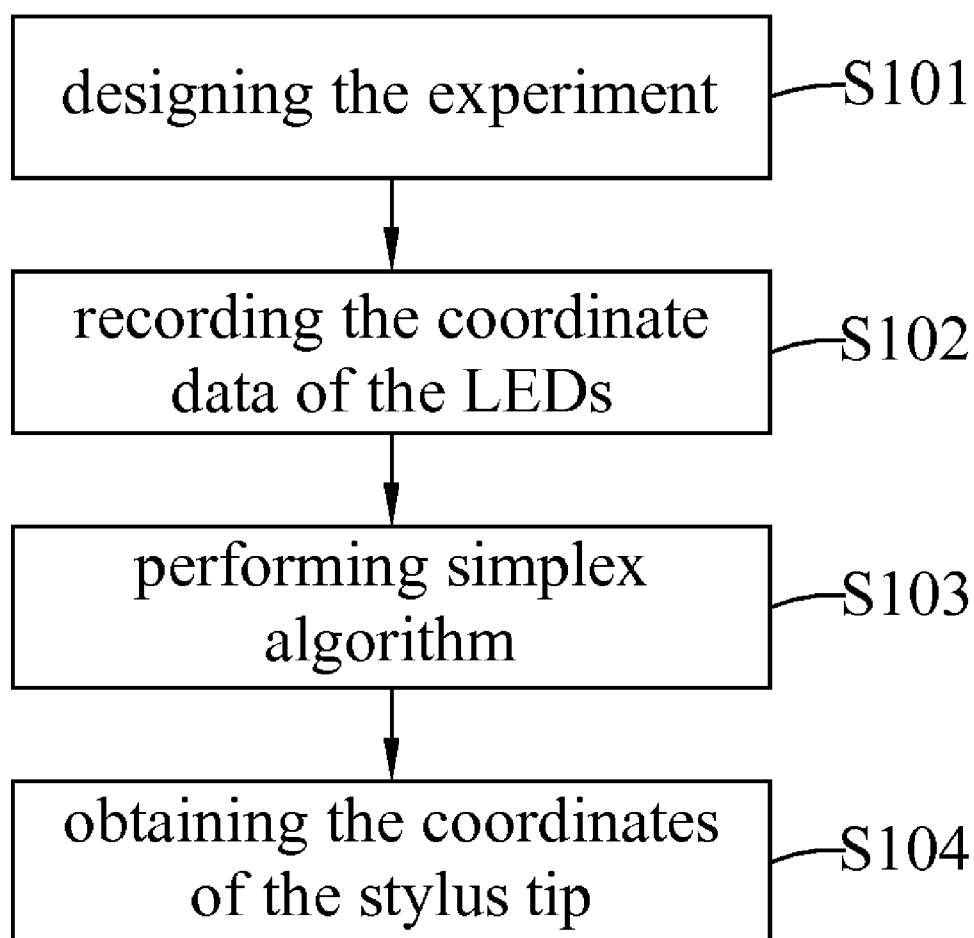 designing the experiment
S101
recording the coordinate
data of the LEDs
S102
performing simplex
algorithm
S103
obtaining the coordinates
of the stylus tip
S104